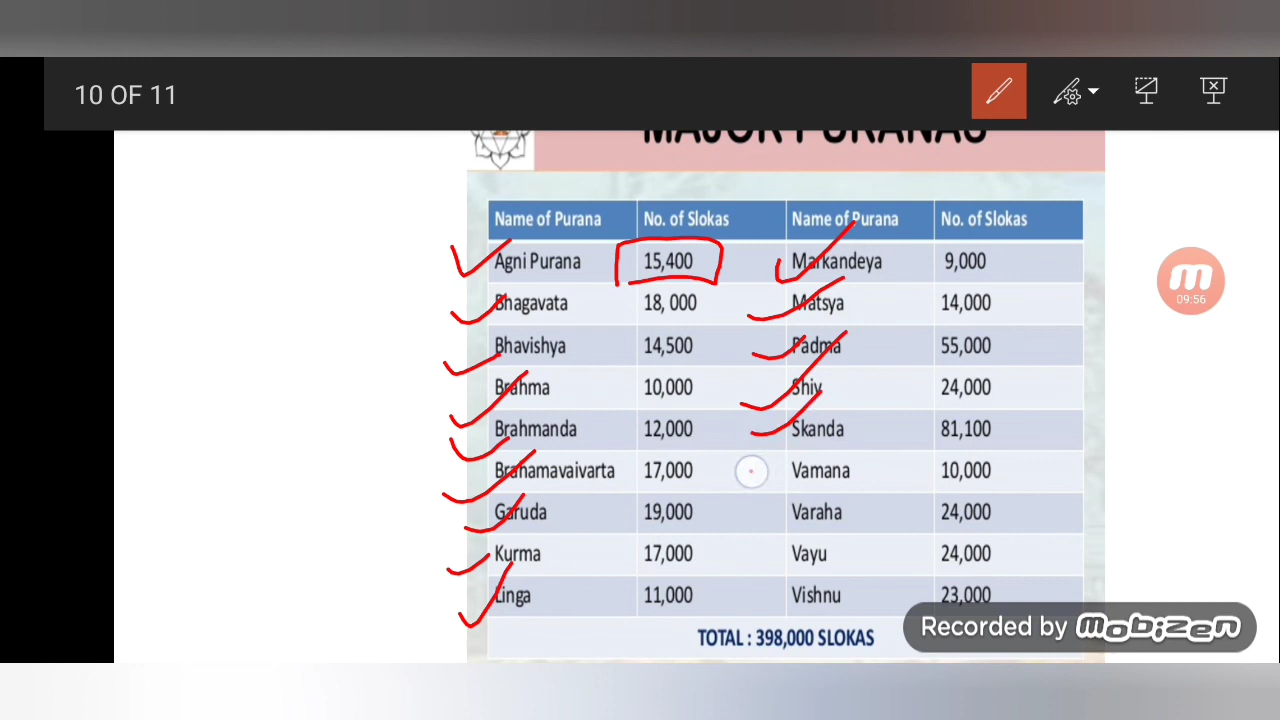 10 OF 11
MAJOR PURANAS
Name of Purana No. of Slokas Name of Purana No. of Slokas
Agni Purana 15,400 Markandeya 9,000
Bhagavata 18, 000 Matsya 14,000
Bhavishya 14,500 Padma 55,000
Brahma 10,000 Shiv 24,000
Brahmanda 12,000 Skanda 81,100
Brahamavaivarta 17,000 Vamana 10,000
Garuda 19,000 Varaha 24,000
Kurma 17,000 Vayu 24,000
Linga 11,000 Vishnu 23,000
TOTAL : 398,000 SLOKAS
09:56
Recorded by mobizen